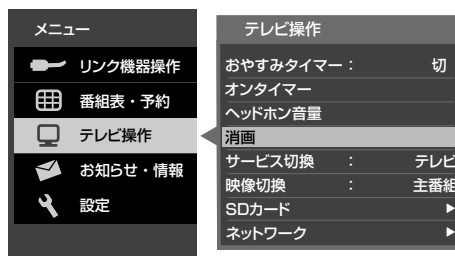 メニュー
リンク機器操作
番組表・予約
テレビ操作
お知らせ・情報
設定
テレビ操作
おやすみタイマー： 切
オンタイマー
ヘッドホン音量
消画
サービス切換 ： テレビ
映像切換 ： 主番組
SDカード
ネットワーク